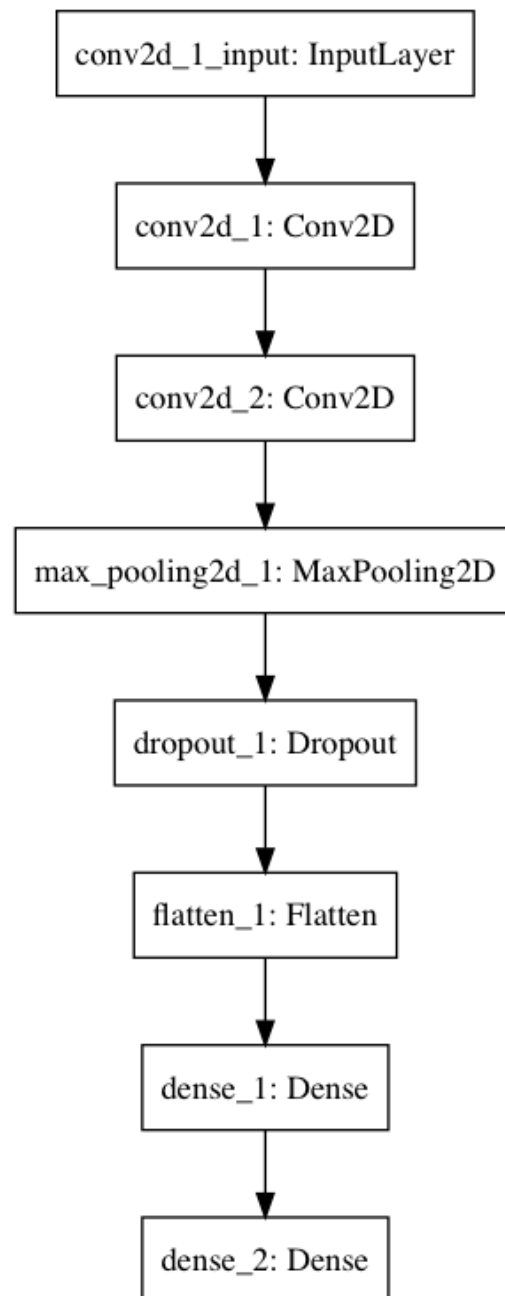 conv2d_1_input: InputLayer
conv2d_1: Conv2D
conv2d_2: Conv2D
max_pooling2d_1: MaxPooling2D
dropout_1: Dropout
flatten_1: Flatten
dense_1: Dense
dense_2: Dense